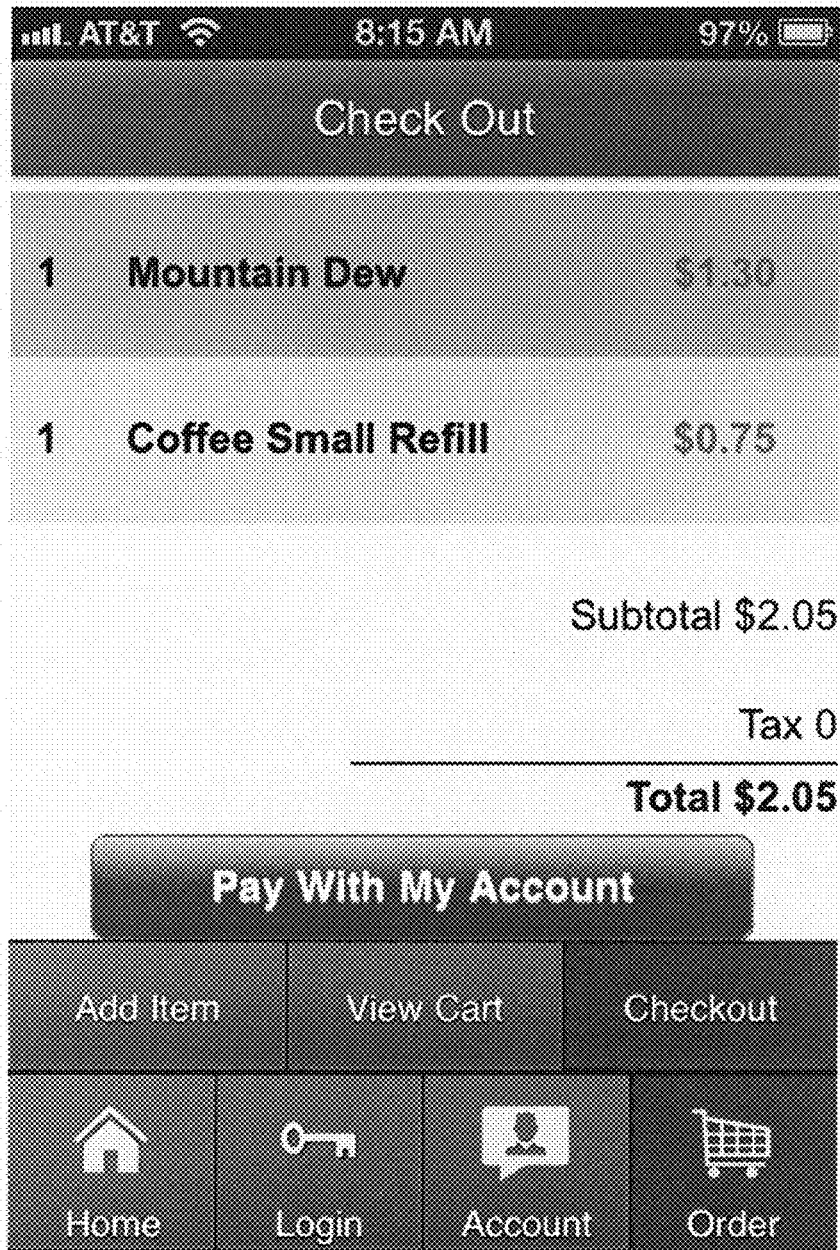 AT&T 8:15 AM 97%
Check Out
1 Mountain Dew $1.30
1 Coffee Small Refill $0.75
Subtotal $2.05
Tax 0
Total $2.05
Pay With My Account
Add Item View Cart Checkout
Home Login Account Order